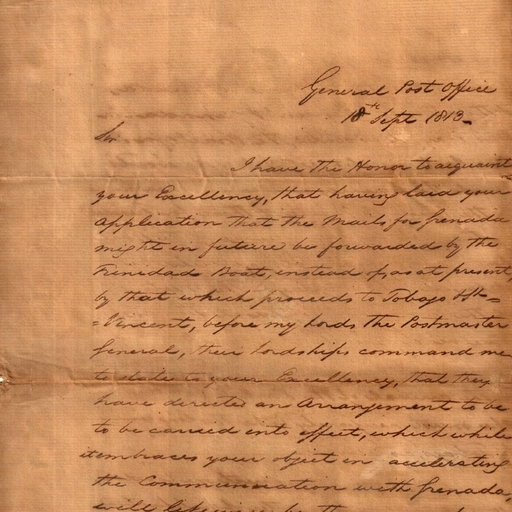 General Post Office
18th Sept 1813.
Sir
I have the Honor to acquaint
your Excellency, that having laid your
Application that the Mails for Grenada
might in future be forwarded by the
Trinidad Boat, instead of, as at present,
by that which proceeds to Tobago & St=
=Vincent, before my Lords the Postmaster
General, their Lordships command me
to state to your Excellency, that they
have directed an Arrangement to be
to be carried into effect, which while
it embraces your object in accelerating
the Communication with Grenada,
will